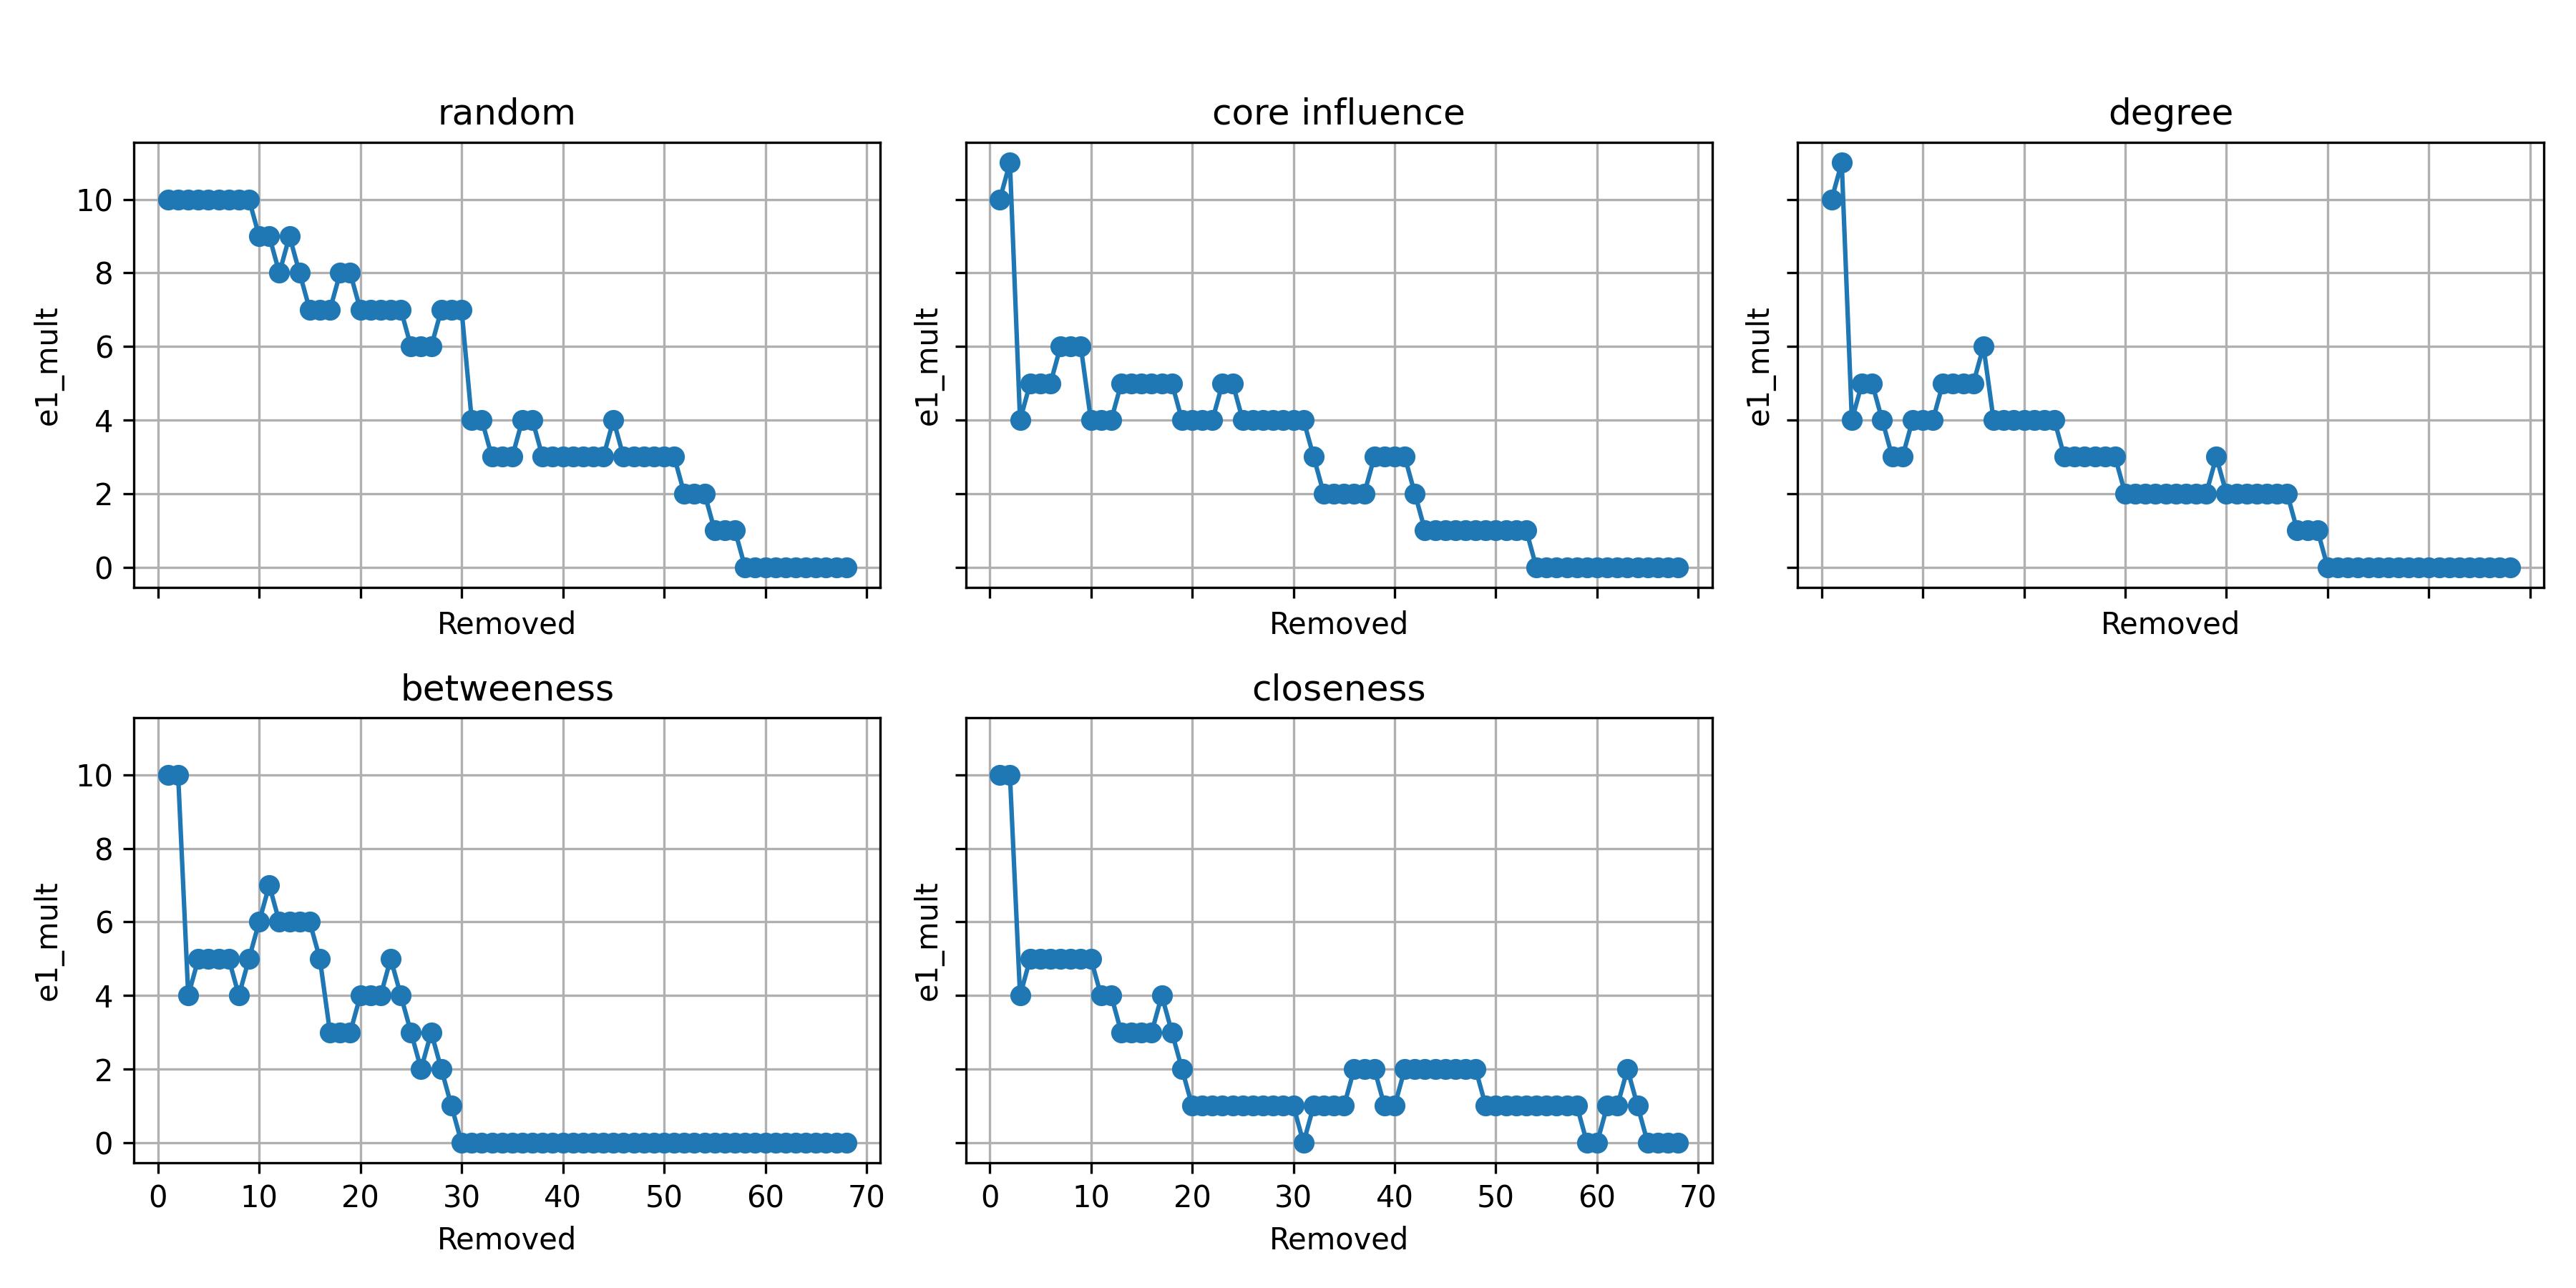 random
10
8
6
4
2
0
e1_mult
Removed
core influence
e1_mult
Removed
degree
e1_mult
Removed
betweeness
10
8
6
4
2
0
e1_mult
0 10 20 30 40 50 60 70
Removed
closeness
e1_mult
0 10 20 30 40 50 60 70
Removed